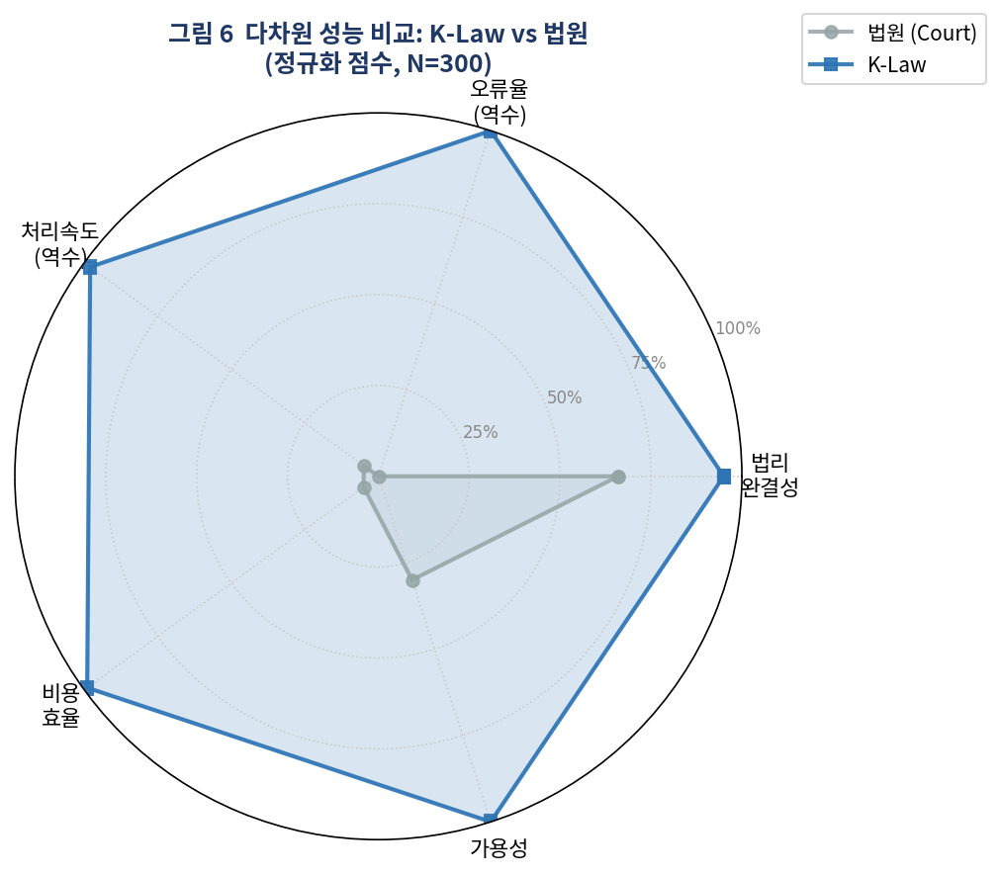 그림 6  다차원 성능 비교: K-Law vs 법원
(정규화 점수, N=300)
법원 (Court)
K-Law
오류율
(역수)
처리속도
(역수)
100%
75%
50%
25%
법리
완결성
비용
효율
가용성